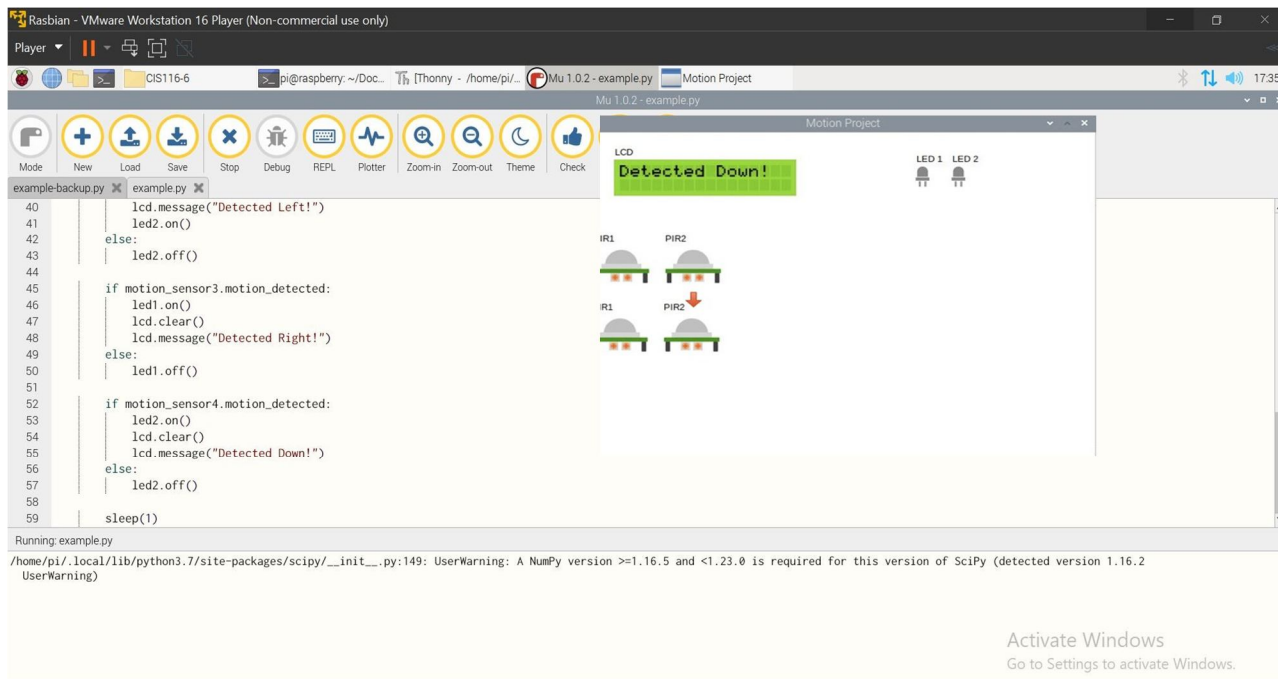 Rasbian - VMware Workstation 16 Player (Non-commercial use only)
Player
CIS116-6
pi@raspberry: ~/Doc...
[Thonny - /home/pi/...
Mu 1.0.2 - example.py
Motion Project
17:35
Mu 1.0.2 - example.py
Mode
New
Load
Save
Stop
Debug
REPL
Plotter
Zoom-in
Zoom-out
Theme
Check
example-backup.py
example.py
40 lcd.message("Detected Left!")
41 led2.on()
42 else:
43 led2.off()
44
45 if motion_sensor3.motion_detected:
46 led1.on()
47 lcd.clear()
48 lcd.message("Detected Right!")
49 else:
50 led1.off()
51
52 if motion_sensor4.motion_detected:
53 led2.on()
54 lcd.clear()
55 lcd.message("Detected Down!")
56 else:
57 led2.off()
58
59 sleep(1)
Motion Project
LCD
Detected Down!
LED 1 LED 2
IR1 PIR2
IR1 PIR2
Running: example.py
/home/pi/.local/lib/python3.7/site-packages/scipy/__init__.py:149: UserWarning: A NumPy version >=1.16.5 and <1.23.0 is required for this version of SciPy (detected version 1.16.2
UserWarning)
Activate Windows
Go to Settings to activate Windows.